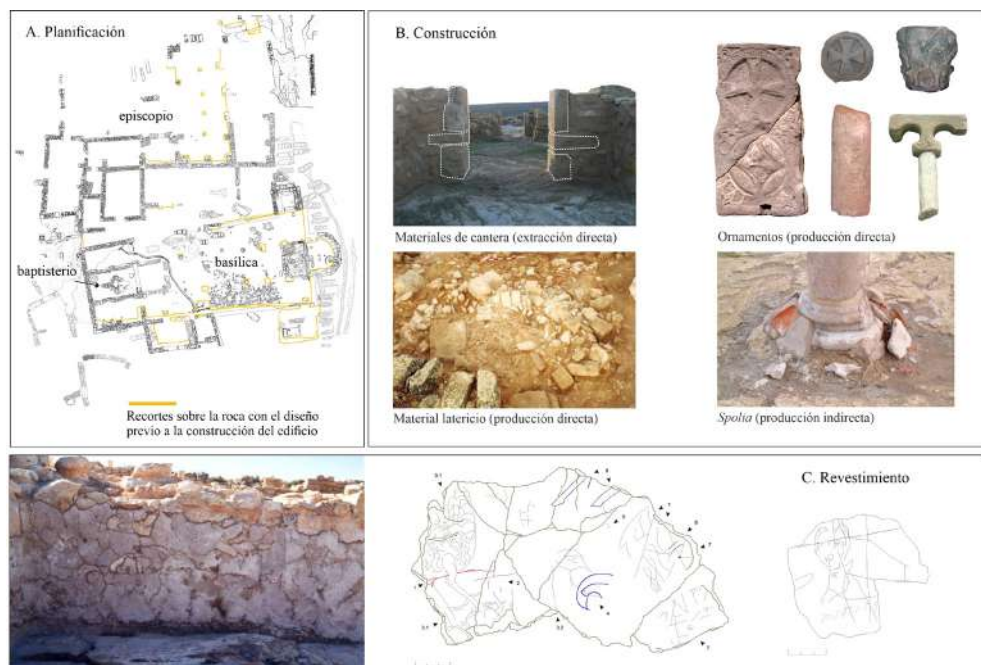 A. Planificación
episcopio
baptisterio
basílica
Recortes sobre la roca con el diseño
previo a la construcción del edificio
B. Construcción
Materiales de cantera (extracción directa)
Ornamentos (producción directa)
Material latericio (producción directa)
Spolia (producción indirecta)
C. Revestimiento